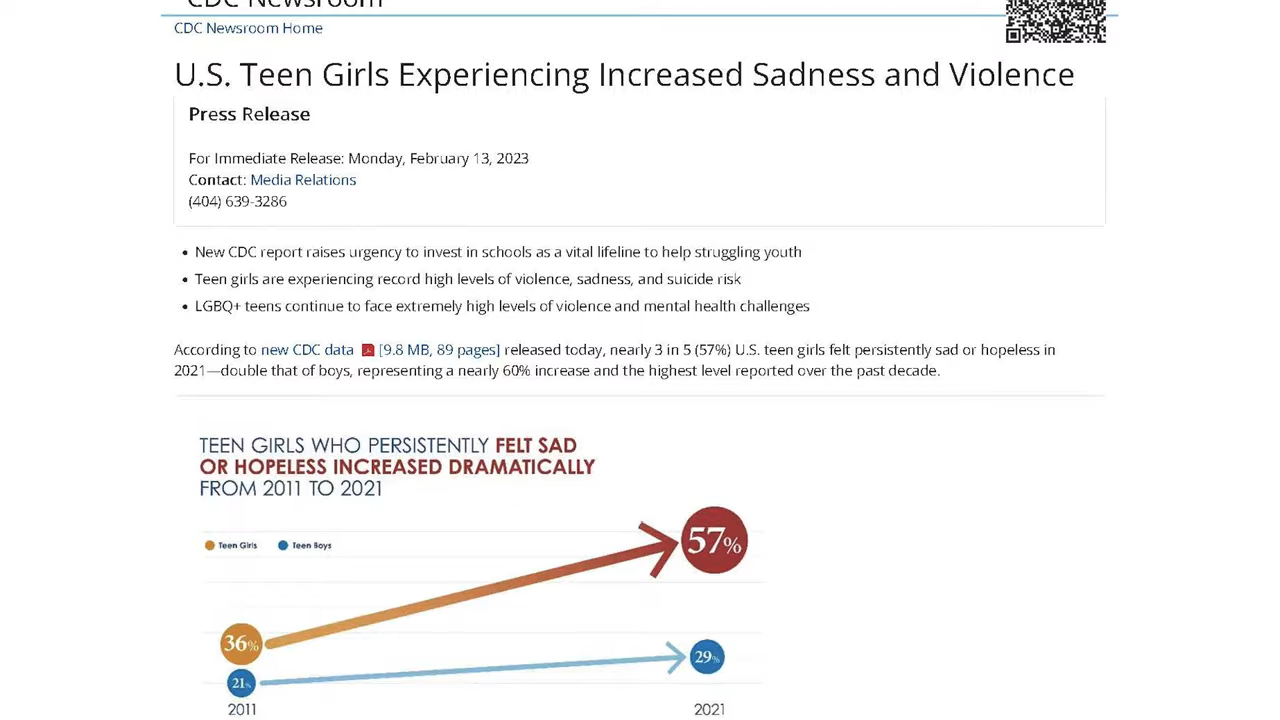 CDC Newsroom
CDC Newsroom Home
U.S. Teen Girls Experiencing Increased Sadness and Violence
Press Release
For Immediate Release: Monday, February 13, 2023
Contact: Media Relations
(404) 639-3286
• New CDC report raises urgency to invest in schools as a vital lifeline to help struggling youth
• Teen girls are experiencing record high levels of violence, sadness, and suicide risk
• LGBQ+ teens continue to face extremely high levels of violence and mental health challenges
According to new CDC data [9.8 MB, 89 pages] released today, nearly 3 in 5 (57%) U.S. teen girls felt persistently sad or hopeless in
2021—double that of boys, representing a nearly 60% increase and the highest level reported over the past decade.
TEEN GIRLS WHO PERSISTENTLY FELT SAD
OR HOPELESS INCREASED DRAMATICALLY
FROM 2011 TO 2021
Teen Girls Teen Boys
57%
36%
29%
21%
2011 2021